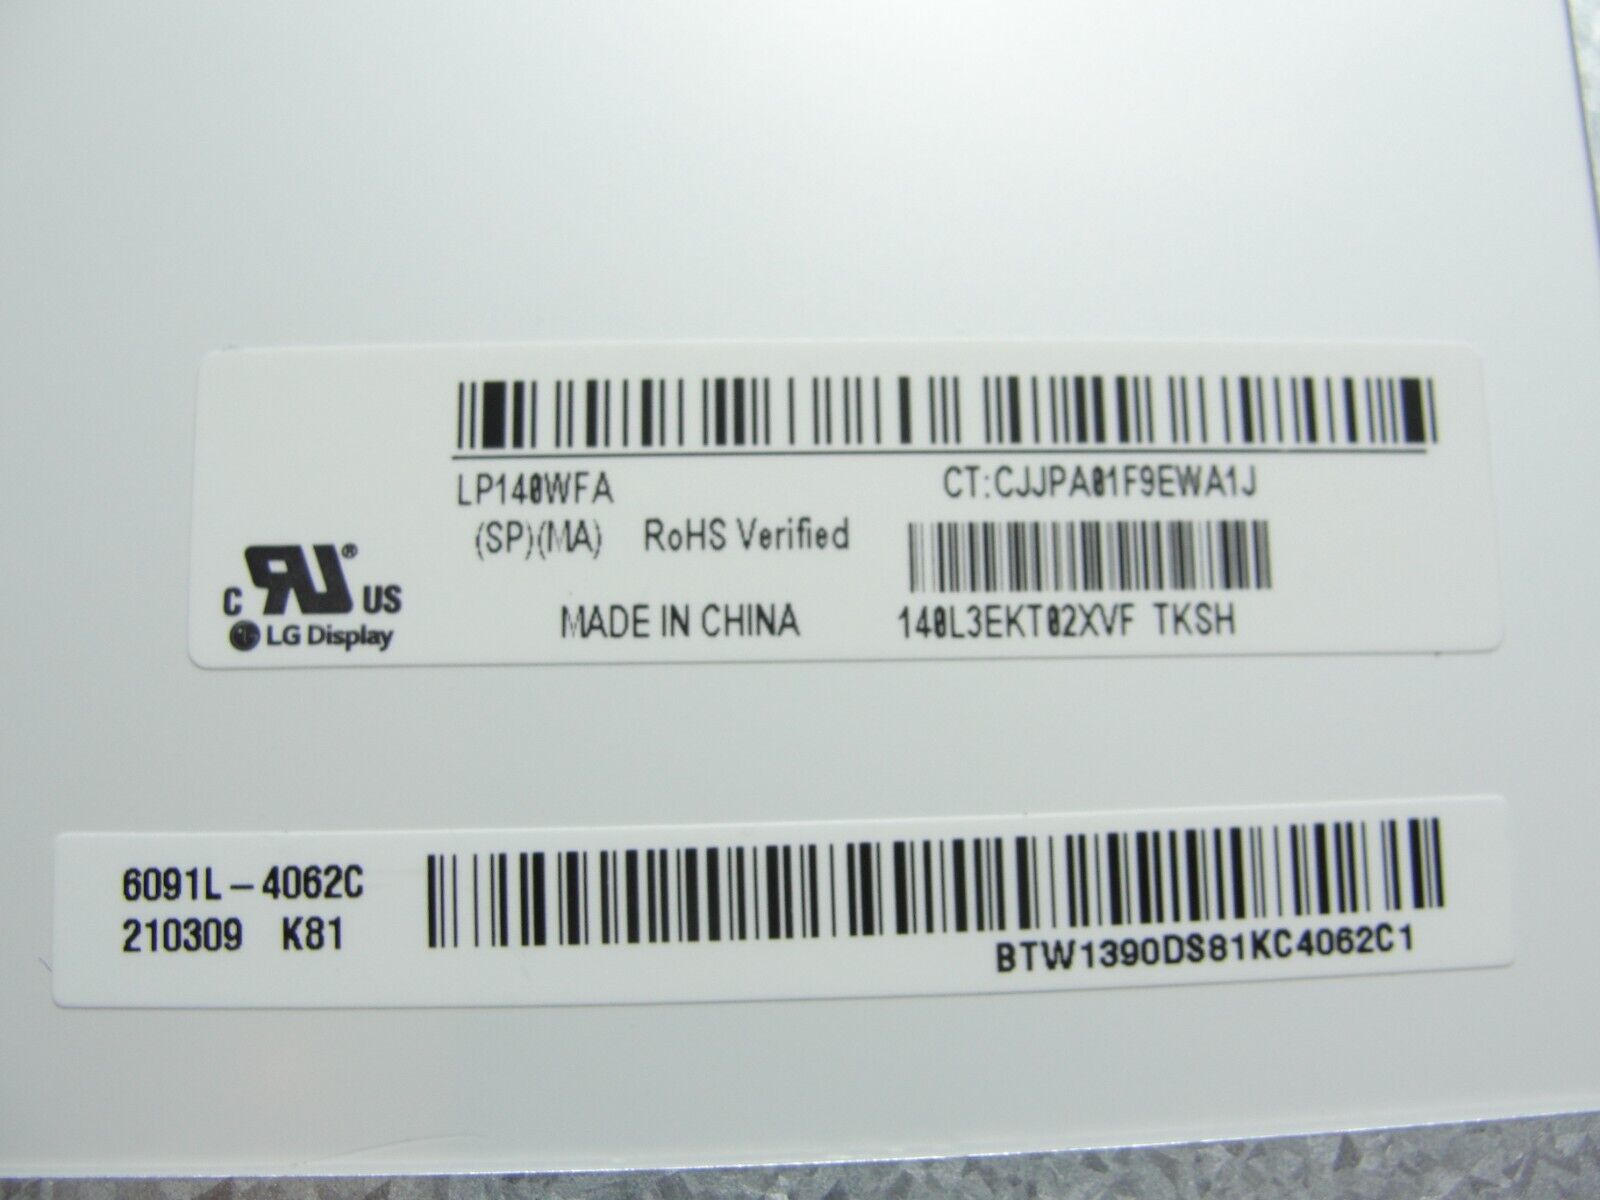 LP140WFA CT:CJJPA01F9EWA1J
(SP)(MA) RoHS Verified
C RU® US
MADE IN CHINA 140L3EKT02XVF TKSH
LG Display
6091L-4062C
210309 K81
BTW1390DS81KC4062C1